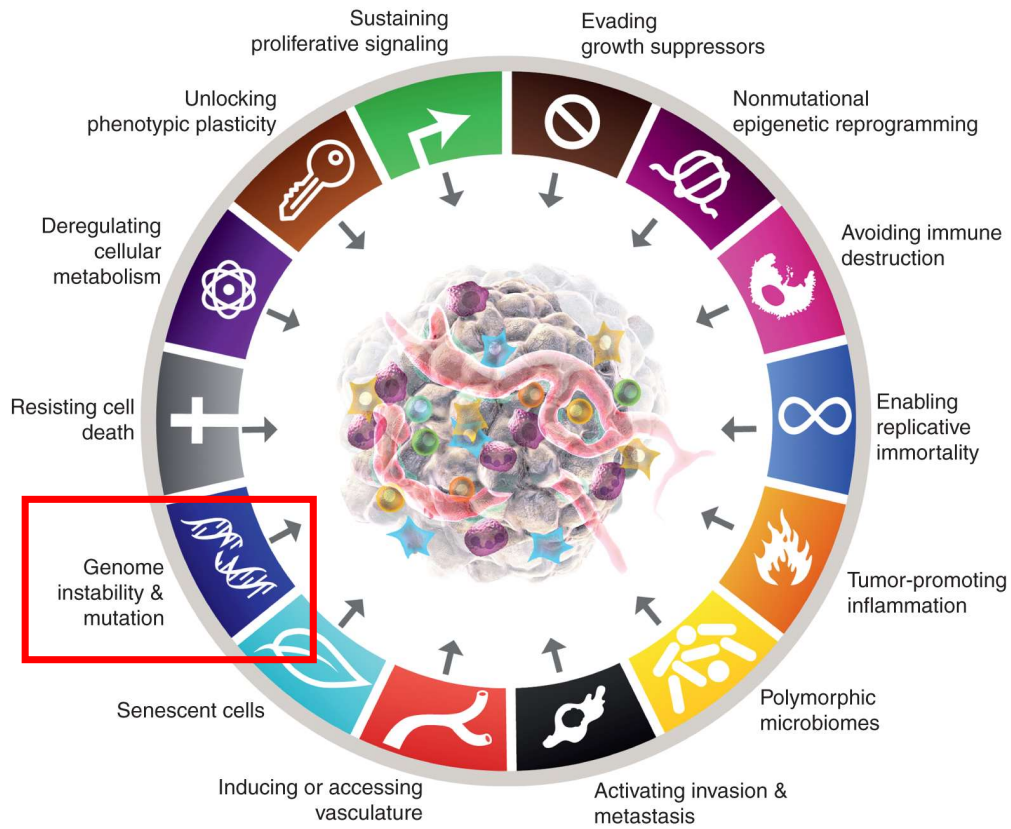 Sustaining
proliferative signaling
Evading
growth suppressors
Unlocking
phenotypic plasticity
Nonmutational
epigenetic reprogramming
Deregulating
cellular
metabolism
Avoiding immune
destruction
Resisting cell
death
Enabling
replicative
immortality
Genome
instability &
mutation
Tumor-promoting
inflammation
Senescent cells
Polymorphic
microbiomes
Inducing or accessing
vasculature
Activating invasion &
metastasis